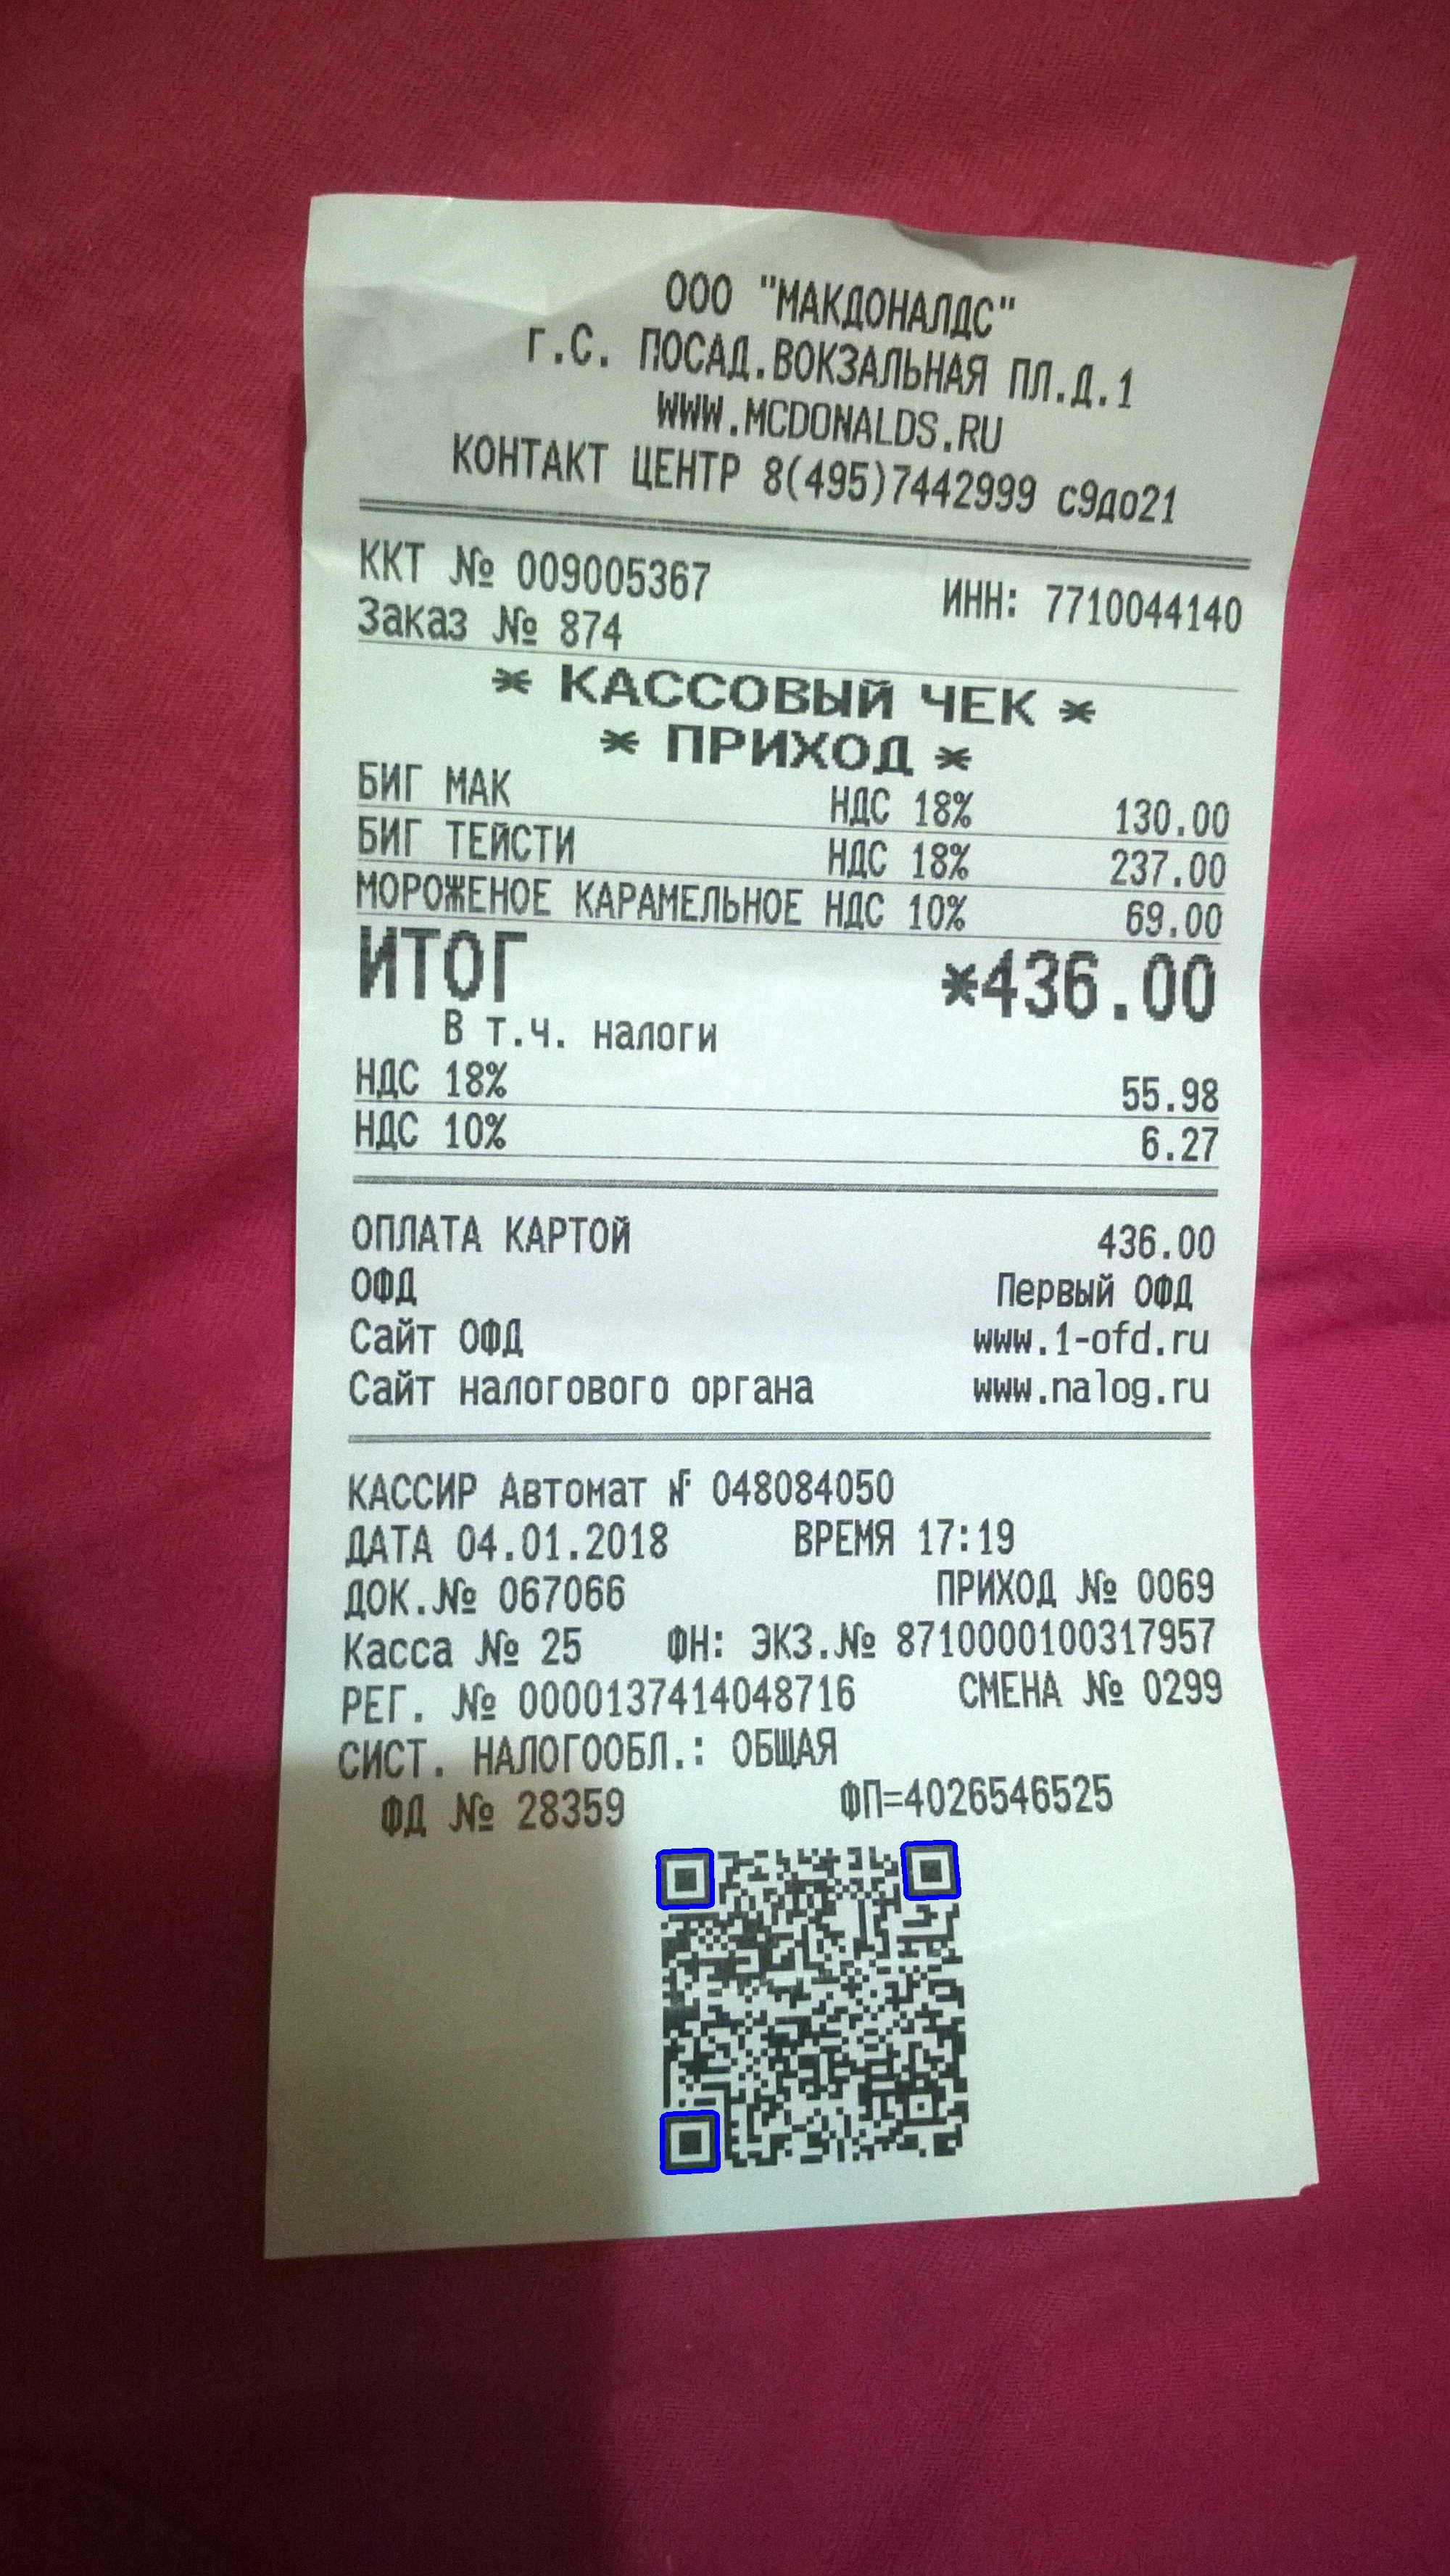 ООО "МАКДОНАЛДС"
г.С. ПОСАД.ВОКЗАЛЬНАЯ ПЛ.Д.1
WWW.MCDONALDS.RU
КОНТАКТ ЦЕНТР 8(495)7442999 с9до21
ККТ № 009005367 ИНН: 7710044140
Заказ № 874
* КАССОВЫЙ ЧЕК *
* ПРИХОД *
БИГ МАК НДС 18% 130.00
БИГ ТЕЙСТИ НДС 18% 237.00
МОРОЖЕНОЕ КАРАМЕЛЬНОЕ НДС 10% 69.00
ИТОГ *436.00
В т.ч. налоги
НДС 18% 55.98
НДС 10% 6.27
ОПЛАТА КАРТОЙ 436.00
ОФД Первый ОФД
Сайт ОФД www.1-ofd.ru
Сайт налогового органа www.nalog.ru
КАССИР Автомат № 048084050
ДАТА 04.01.2018 ВРЕМЯ 17:19
ДОК.№ 067066 ПРИХОД № 0069
Касса № 25 ФН: ЭКЗ.№ 8710000100317957
РЕГ. № 0000137414048716 СМЕНА № 0299
СИСТ. НАЛОГООБЛ.: ОБЩАЯ
ФД № 28359 ФП=4026546525